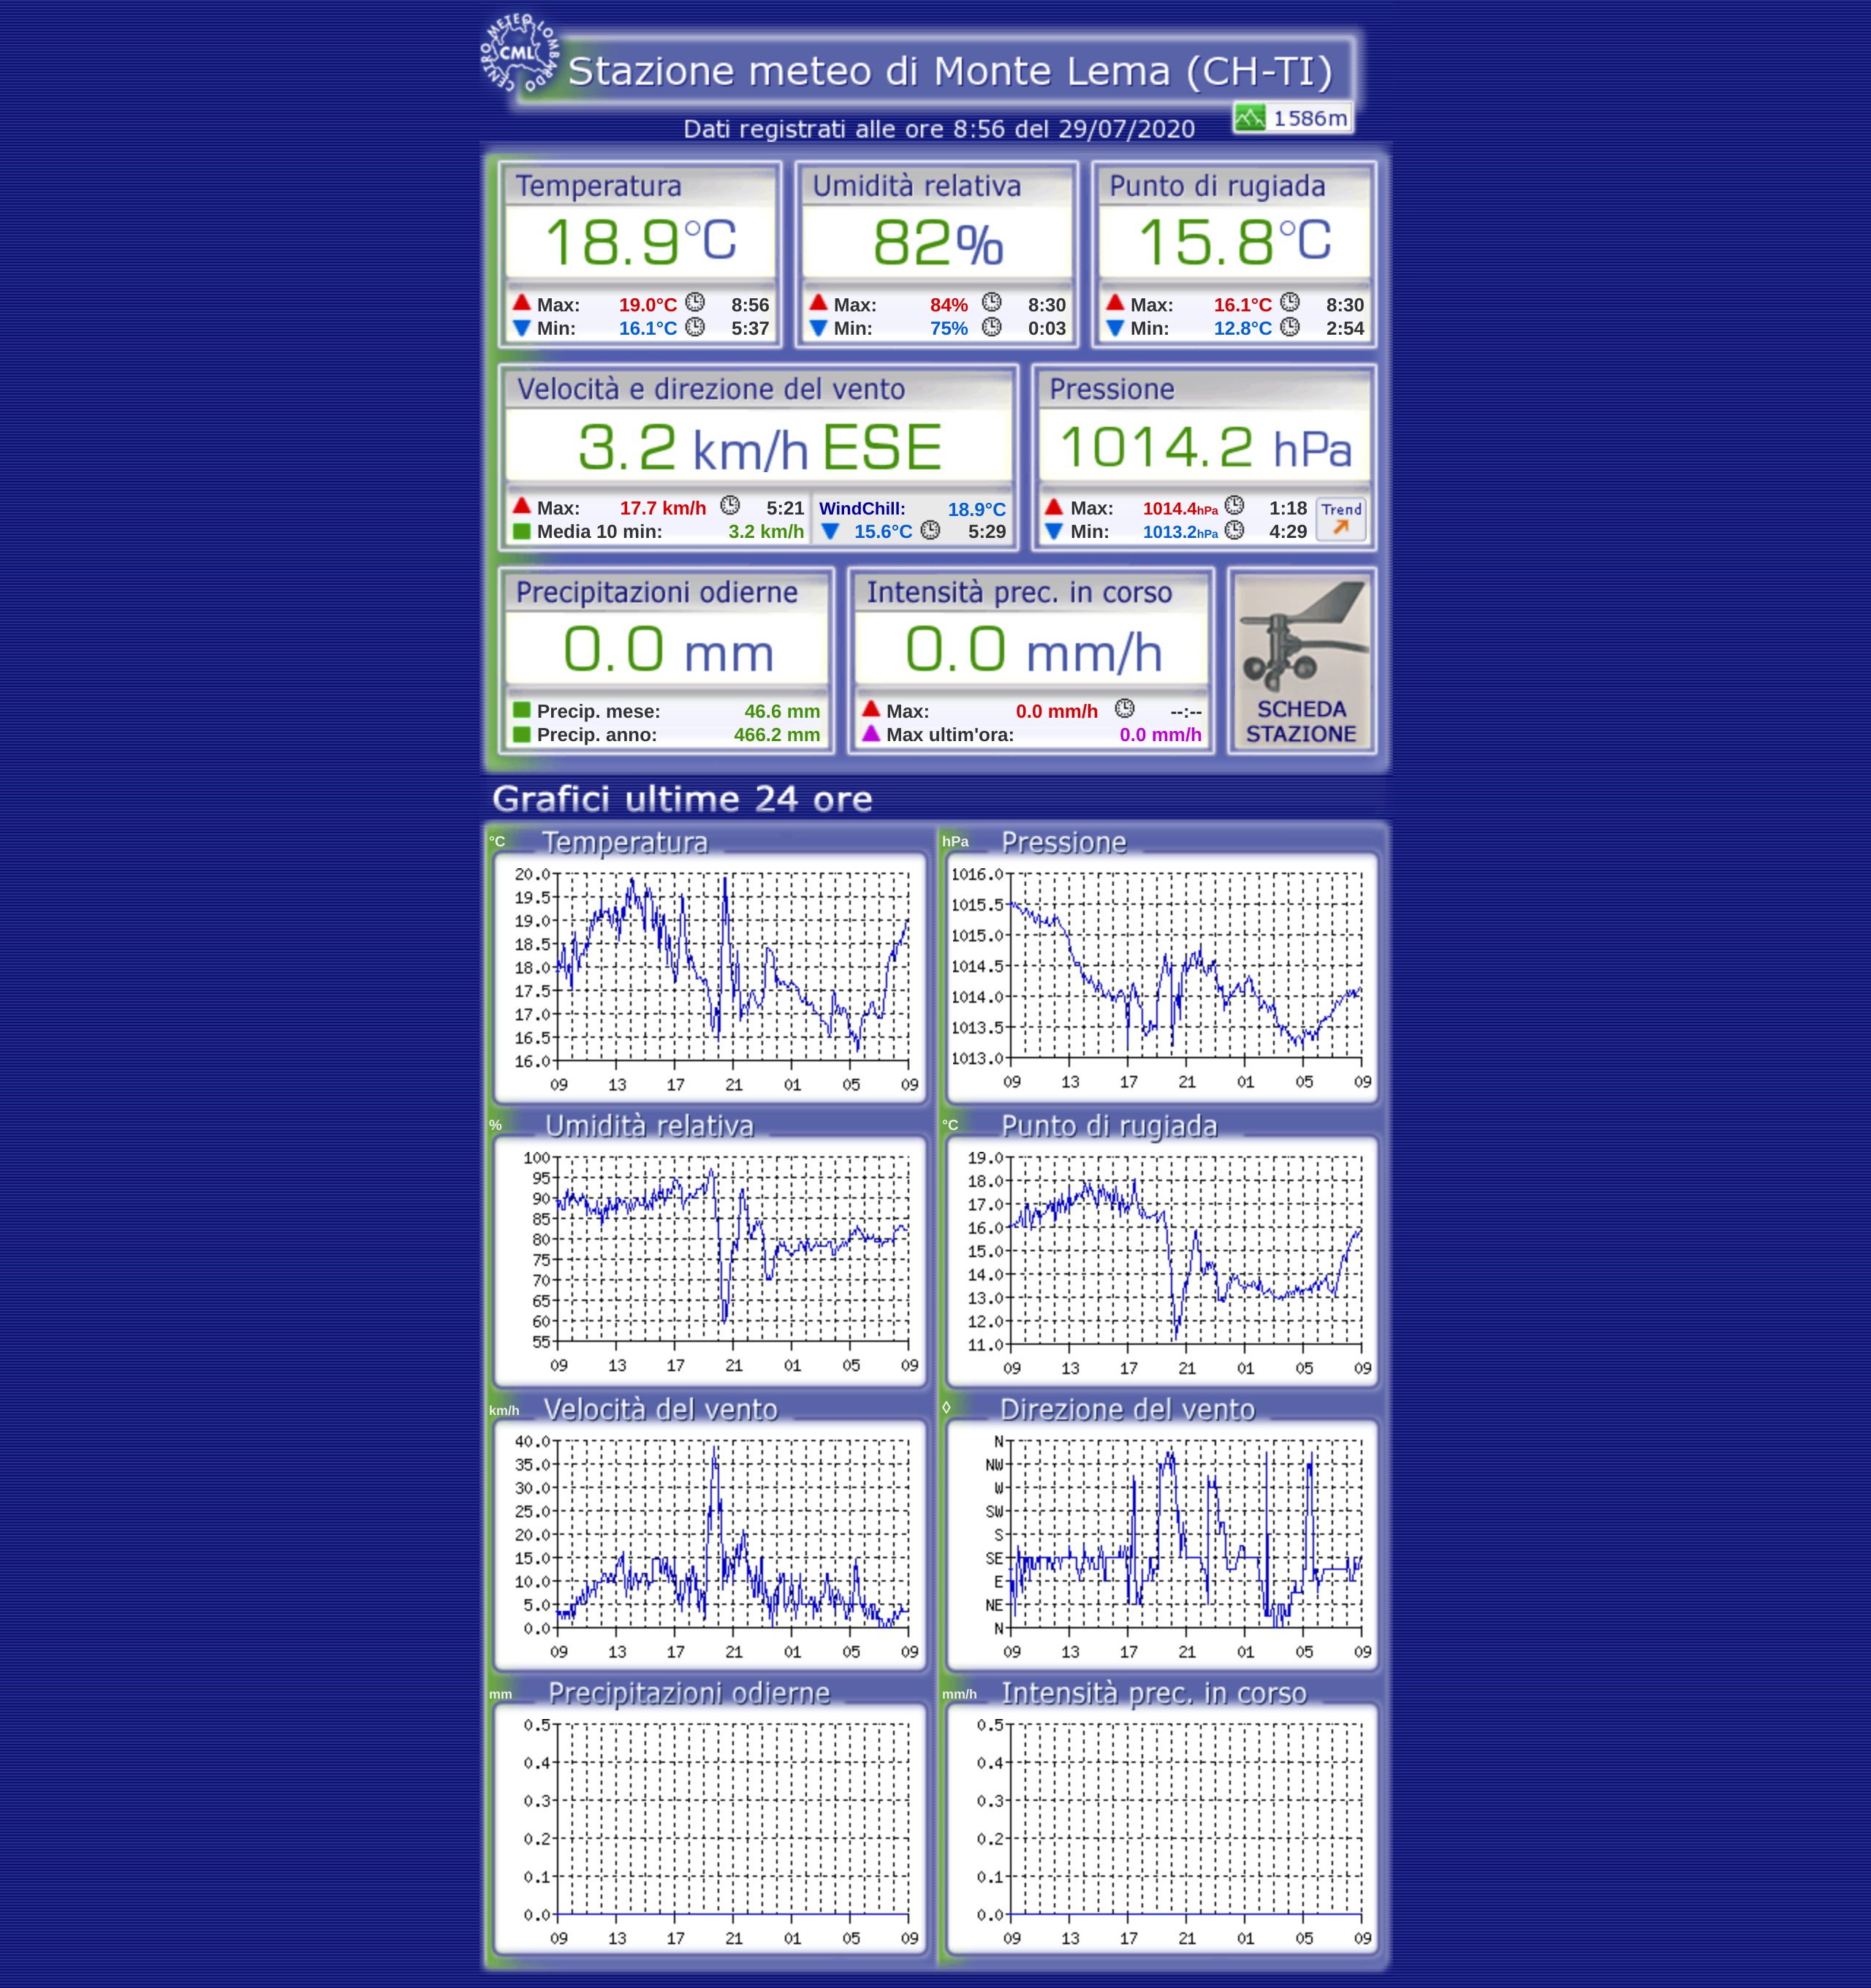 CENTRO METEO LOMBARDO
CML
Stazione meteo di Monte Lema (CH-TI)
1586m
Dati registrati alle ore 8:56 del 29/07/2020
Temperatura
18.9°C
Max: 19.0°C 8:56
Min: 16.1°C 5:37
Umidità relativa
82%
Max: 84% 8:30
Min: 75% 0:03
Punto di rugiada
15.8°C
Max: 16.1°C 8:30
Min: 12.8°C 2:54
Velocità e direzione del vento
3.2 km/h ESE
Max: 17.7 km/h 5:21
Media 10 min: 3.2 km/h
WindChill: 18.9°C
15.6°C 5:29
Pressione
1014.2 hPa
Max: 1014.4hPa 1:18
Min: 1013.2hPa 4:29
Trend
Precipitazioni odierne
0.0 mm
Precip. mese: 46.6 mm
Precip. anno: 466.2 mm
Intensità prec. in corso
0.0 mm/h
Max: 0.0 mm/h --:--
Max ultim'ora: 0.0 mm/h
SCHEDA
STAZIONE
Grafici ultime 24 ore
°C Temperatura
20.0
19.5
19.0
18.5
18.0
17.5
17.0
16.5
16.0
09 13 17 21 01 05 09
hPa Pressione
1016.0
1015.5
1015.0
1014.5
1014.0
1013.5
1013.0
09 13 17 21 01 05 09
% Umidità relativa
100
95
90
85
80
75
70
65
60
55
09 13 17 21 01 05 09
°C Punto di rugiada
19.0
18.0
17.0
16.0
15.0
14.0
13.0
12.0
11.0
09 13 17 21 01 05 09
km/h Velocità del vento
40.0
35.0
30.0
25.0
20.0
15.0
10.0
5.0
0.0
09 13 17 21 01 05 09
◊ Direzione del vento
N
NW
W
SW
S
SE
E
NE
N
09 13 17 21 01 05 09
mm Precipitazioni odierne
0.5
0.4
0.3
0.2
0.1
0.0
09 13 17 21 01 05 09
mm/h Intensità prec. in corso
0.5
0.4
0.3
0.2
0.1
0.0
09 13 17 21 01 05 09